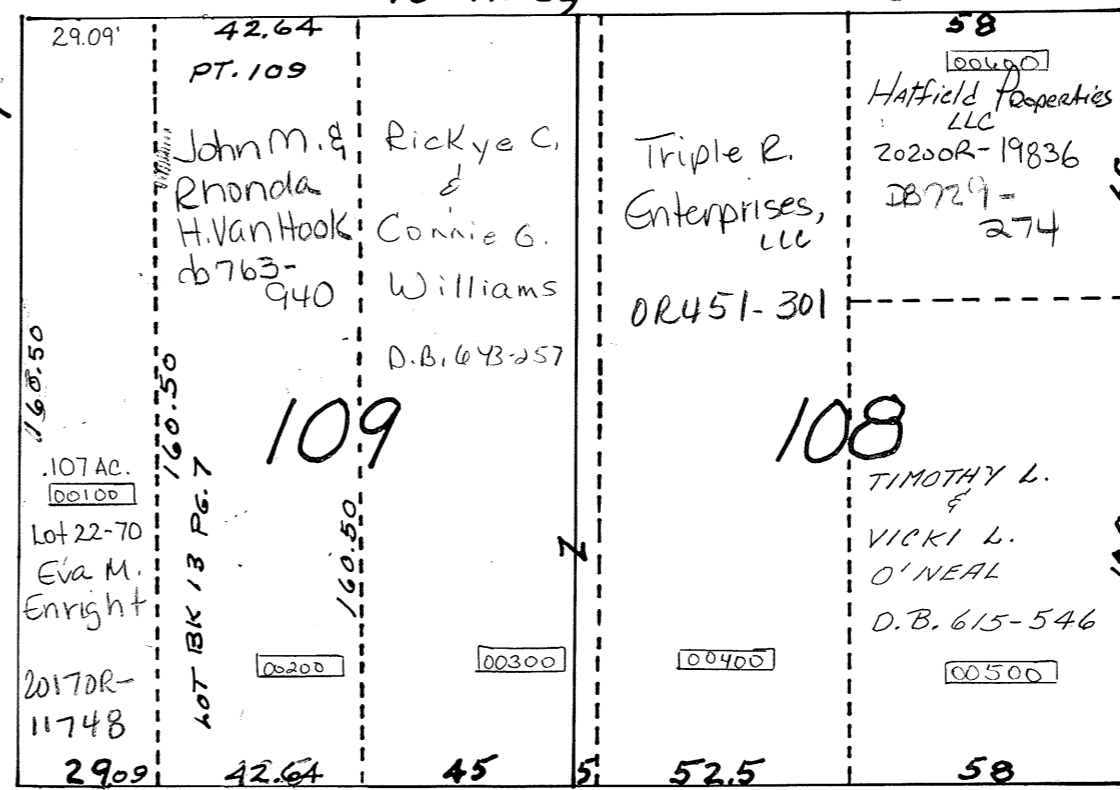 29.09'
160.50
.107 AC.
00100
Lot 22-70
Eva M.
Enright
2017OR-
11748
29.09
42.64
PT. 109
John M. &
Rhonda
H. VanHook
db763-
940
160.50
LOT BK 13 PG. 7
00200
42.64
109
160.50
Rickye C.
&
Connie G.
Williams
D.B. 643-257
00300
45
Z
5
Triple R.
Enterprises,
LLC
OR451-301
108
00400
52.5
58
00600
Hatfield Properties
LLC
2020OR-19836
DB729-
274
TIMOTHY L.
&
VICKI L.
O'NEAL
D.B. 615-546
00500
58